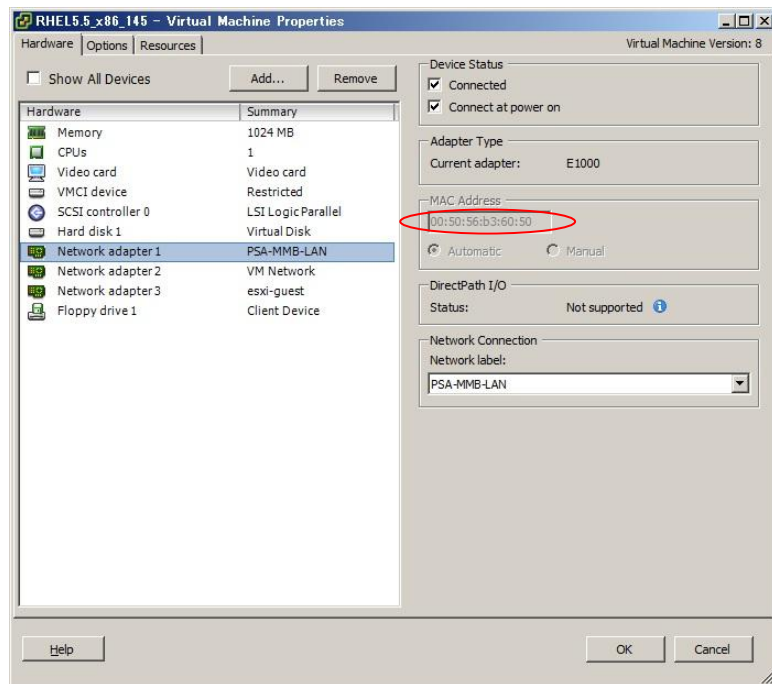 RHEL5.5_x86_145 - Virtual Machine Properties
Hardware Options Resources Virtual Machine Version: 8
Show All Devices Add... Remove
Hardware Summary
Memory 1024 MB
CPUs 1
Video card Video card
VMCI device Restricted
SCSI controller 0 LSI Logic Parallel
Hard disk 1 Virtual Disk
Network adapter 1 PSA-MMB-LAN
Network adapter 2 VM Network
Network adapter 3 esxi-guest
Floppy drive 1 Client Device
Device Status
Connected
Connect at power on
Adapter Type
Current adapter: E1000
MAC Address
00:50:56:b3:60:50
Automatic Manual
DirectPath I/O
Status: Not supported
Network Connection
Network label:
PSA-MMB-LAN
Help OK Cancel